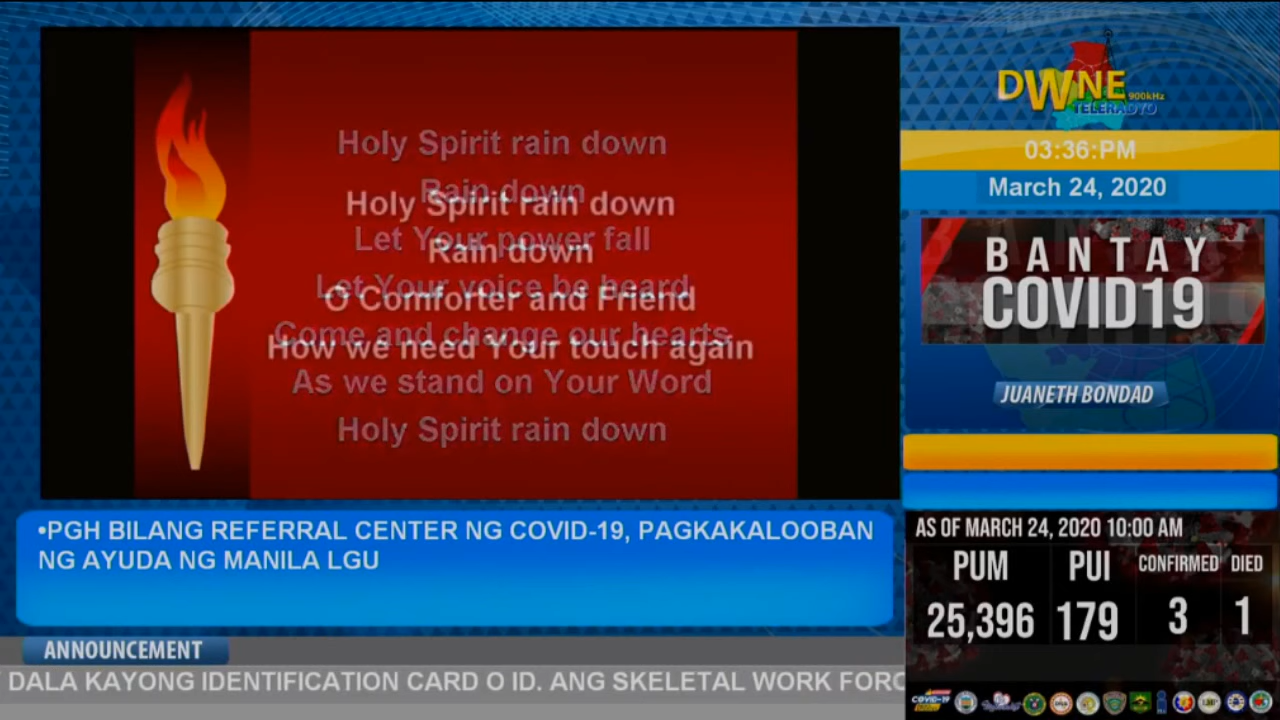 Holy Spirit rain down
Rain down
Let Your power fall
Let Your voice be heard
Come and change our hearts
As we stand on Your Word
Holy Spirit rain down
Holy Spirit rain down
Rain down
O Comforter and Friend
How we need Your touch again
DWNE
900kHz
TELERADYO
03:36:PM
March 24, 2020
BANTAY
COVID19
JUANETH BONDAD
•PGH BILANG REFERRAL CENTER NG COVID-19, PAGKAKALOOBAN
NG AYUDA NG MANILA LGU
ANNOUNCEMENT
DALA KAYONG IDENTIFICATION CARD O ID. ANG SKELETAL WORK FORC
AS OF MARCH 24, 2020 10:00 AM
PUM PUI CONFIRMED DIED
25,396 179 3 1